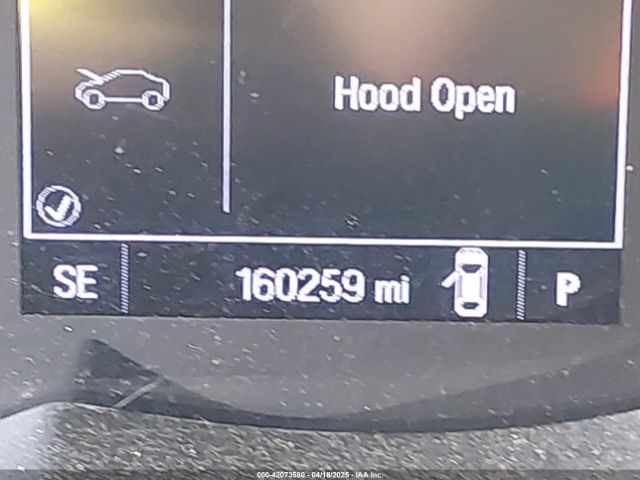 Hood Open
SE 160259 mi P
000-42073580 - 04/18/2025 - IAA Inc.